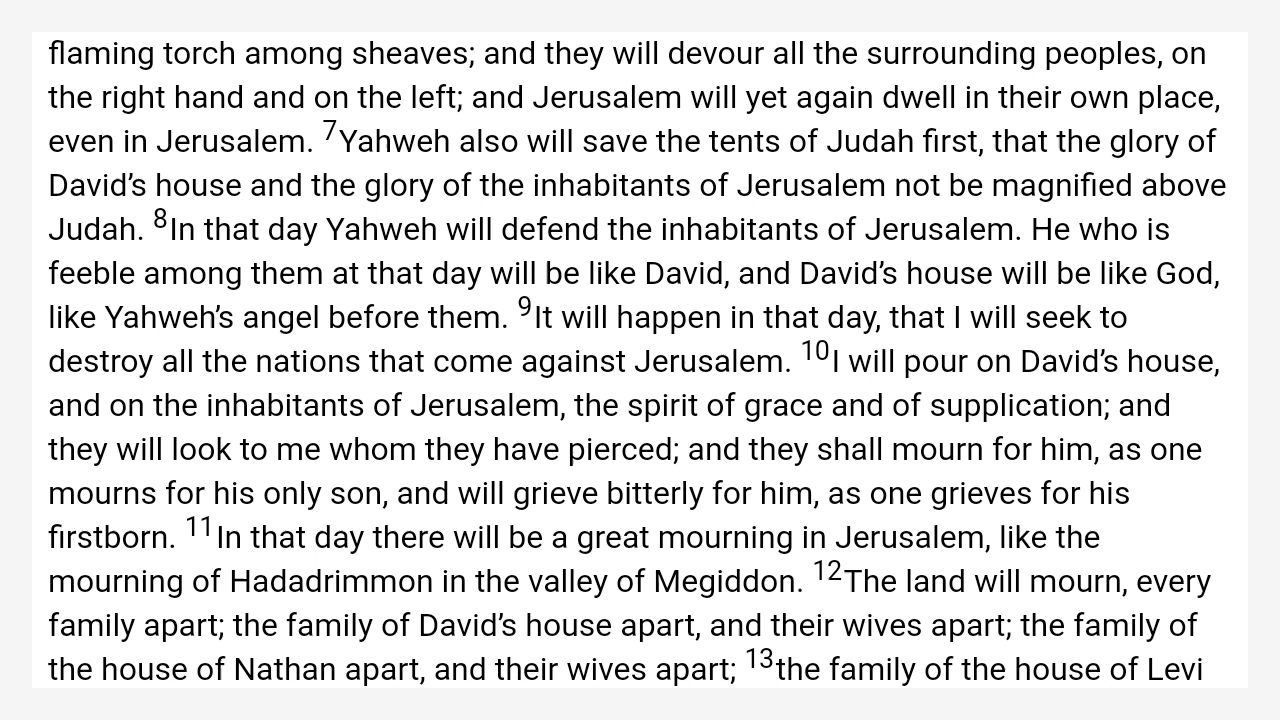 flaming torch among sheaves; and they will devour all the surrounding peoples, on
the right hand and on the left; and Jerusalem will yet again dwell in their own place,
even in Jerusalem. 7Yahweh also will save the tents of Judah first, that the glory of
David’s house and the glory of the inhabitants of Jerusalem not be magnified above
Judah. 8In that day Yahweh will defend the inhabitants of Jerusalem. He who is
feeble among them at that day will be like David, and David’s house will be like God,
like Yahweh’s angel before them. 9It will happen in that day, that I will seek to
destroy all the nations that come against Jerusalem. 10I will pour on David’s house,
and on the inhabitants of Jerusalem, the spirit of grace and of supplication; and
they will look to me whom they have pierced; and they shall mourn for him, as one
mourns for his only son, and will grieve bitterly for him, as one grieves for his
firstborn. 11In that day there will be a great mourning in Jerusalem, like the
mourning of Hadadrimmon in the valley of Megiddon. 12The land will mourn, every
family apart; the family of David’s house apart, and their wives apart; the family of
the house of Nathan apart, and their wives apart; 13the family of the house of Levi